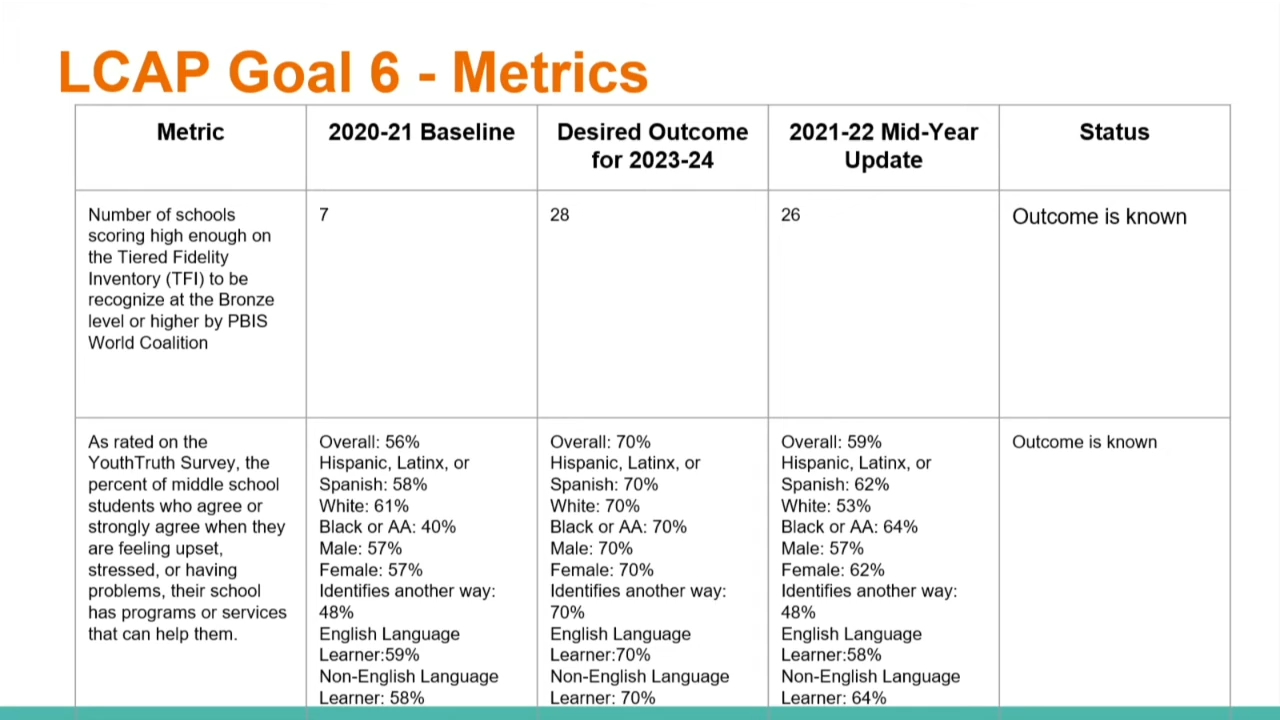 LCAP Goal 6 - Metrics
Metric
2020-21 Baseline
Desired Outcome
for 2023-24
2021-22 Mid-Year
Update
Status
Number of schools
scoring high enough on
the Tiered Fidelity
Inventory (TFI) to be
recognize at the Bronze
level or higher by PBIS
World Coalition
7
28
26
Outcome is known
As rated on the
YouthTruth Survey, the
percent of middle school
students who agree or
strongly agree when they
are feeling upset,
stressed, or having
problems, their school
has programs or services
that can help them.
Overall: 56%
Hispanic, Latinx, or
Spanish: 58%
White: 61%
Black or AA: 40%
Male: 57%
Female: 57%
Identifies another way:
48%
English Language
Learner:59%
Non-English Language
Learner: 58%
Overall: 70%
Hispanic, Latinx, or
Spanish: 70%
White: 70%
Black or AA: 70%
Male: 70%
Female: 70%
Identifies another way:
70%
English Language
Learner:70%
Non-English Language
Learner: 70%
Overall: 59%
Hispanic, Latinx, or
Spanish: 62%
White: 53%
Black or AA: 64%
Male: 57%
Female: 62%
Identifies another way:
48%
English Language
Learner:58%
Non-English Language
Learner: 64%
Outcome is known